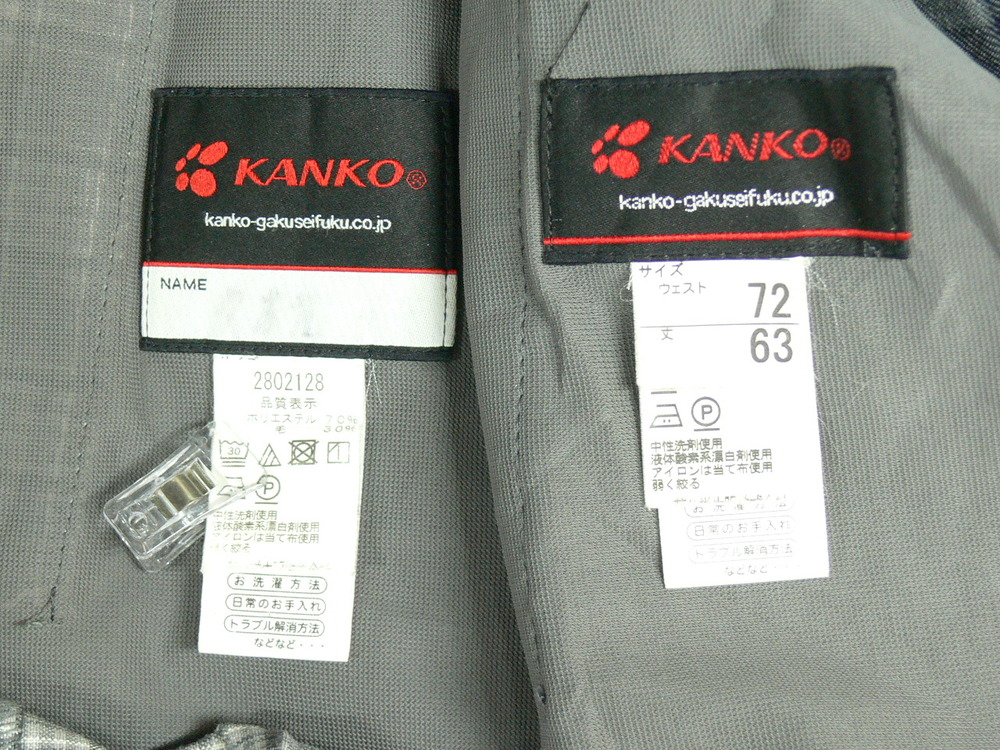 KANKO®
kanko-gakuseifuku.co.jp
NAME
2802128
品質表示
ポリエステル 70%
毛 30%
30
P
中性洗剤使用
液体酸素系漂白剤使用
アイロンは当て布使用
弱く絞る
お洗濯方法
日常のお手入れ
トラブル解消方法
などなど・・・
KANKO®
kanko-gakuseifuku.co.jp
サイズ
ウェスト 72
丈 63
P
中性洗剤使用
液体酸素系漂白剤使用
アイロンは当て布使用
弱く絞る
お洗濯方法
日常のお手入れ
トラブル解消方法
などなど・・・